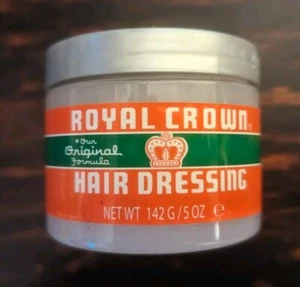 ROYAL CROWN
Our
Original
Formula
HAIR DRESSING
NET WT 142 G / 5 OZ ℮